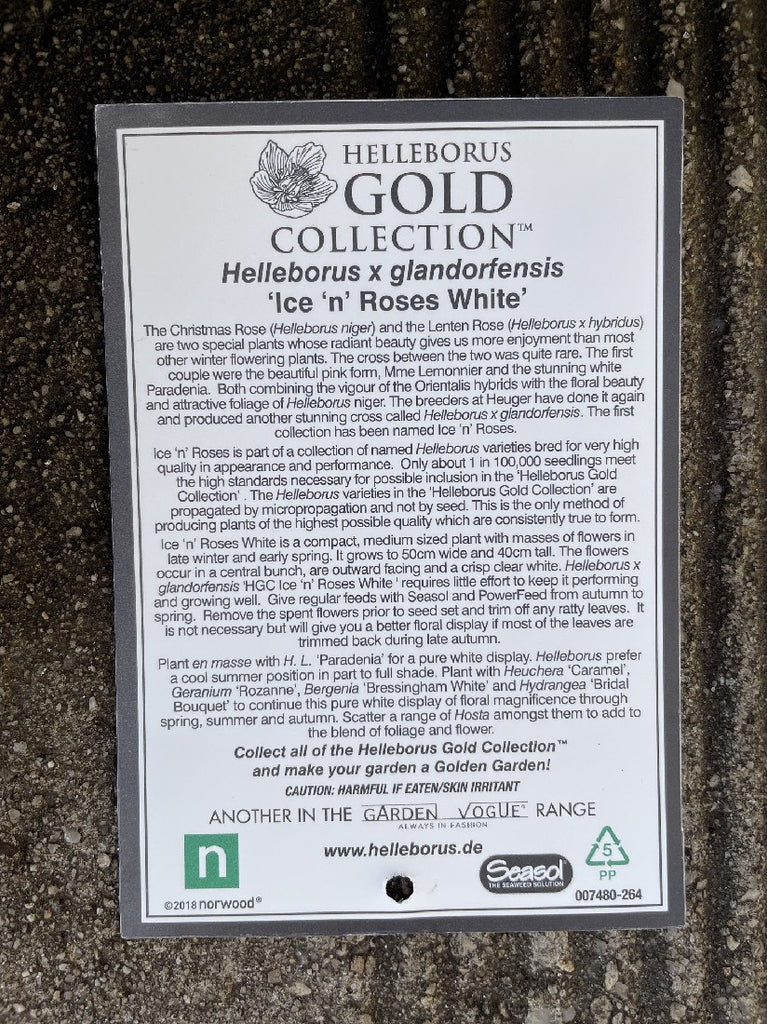 HELLEBORUS
GOLD
COLLECTION™
Helleborus x glandorfensis
'Ice 'n' Roses White'
The Christmas Rose (Helleborus niger) and the Lenten Rose (Helleborus x hybridus)
are two special plants whose radiant beauty gives us more enjoyment than most
other winter flowering plants. The cross between the two was quite rare. The first
couple were the beautiful pink form, Mme Lemonnier and the stunning white
Paradenia. Both combining the vigour of the Orientalis hybrids with the floral beauty
and attractive foliage of Helleborus niger. The breeders at Heuger have done it again
and produced another stunning cross called Helleborus x glandorfensis. The first
collection has been named Ice 'n' Roses.
Ice 'n' Roses is part of a collection of named Helleborus varieties bred for very high
quality in appearance and performance. Only about 1 in 100,000 seedlings meet
the high standards necessary for possible inclusion in the 'Helleborus Gold
Collection' . The Helleborus varieties in the 'Helleborus Gold Collection' are
propagated by micropropagation and not by seed. This is the only method of
producing plants of the highest possible quality which are consistently true to form.
Ice 'n' Roses White is a compact, medium sized plant with masses of flowers in
late winter and early spring. It grows to 50cm wide and 40cm tall. The flowers
occur in a central bunch, are outward facing and a crisp clear white. Helleborus x
glandorfensis 'HGC Ice 'n' Roses White ' requires little effort to keep it performing
and growing well. Give regular feeds with Seasol and PowerFeed from autumn to
spring. Remove the spent flowers prior to seed set and trim off any ratty leaves. It
is not necessary but will give you a better floral display if most of the leaves are
trimmed back during late autumn.
Plant en masse with H. L. 'Paradenia' for a pure white display. Helleborus prefer
a cool summer position in part to full shade. Plant with Heuchera 'Caramel',
Geranium 'Rozanne', Bergenia 'Bressingham White' and Hydrangea 'Bridal
Bouquet' to continue this pure white display of floral magnificence through
spring, summer and autumn. Scatter a range of Hosta amongst them to add to
the blend of foliage and flower.
Collect all of the Helleborus Gold Collection™
and make your garden a Golden Garden!
CAUTION: HARMFUL IF EATEN/SKIN IRRITANT
ANOTHER IN THE GARDEN VOGUE® RANGE
ALWAYS IN FASHION
www.helleborus.de
n
©2018 norwood®
Seasol
THE SEAWEED SOLUTION
5
PP
007480-264